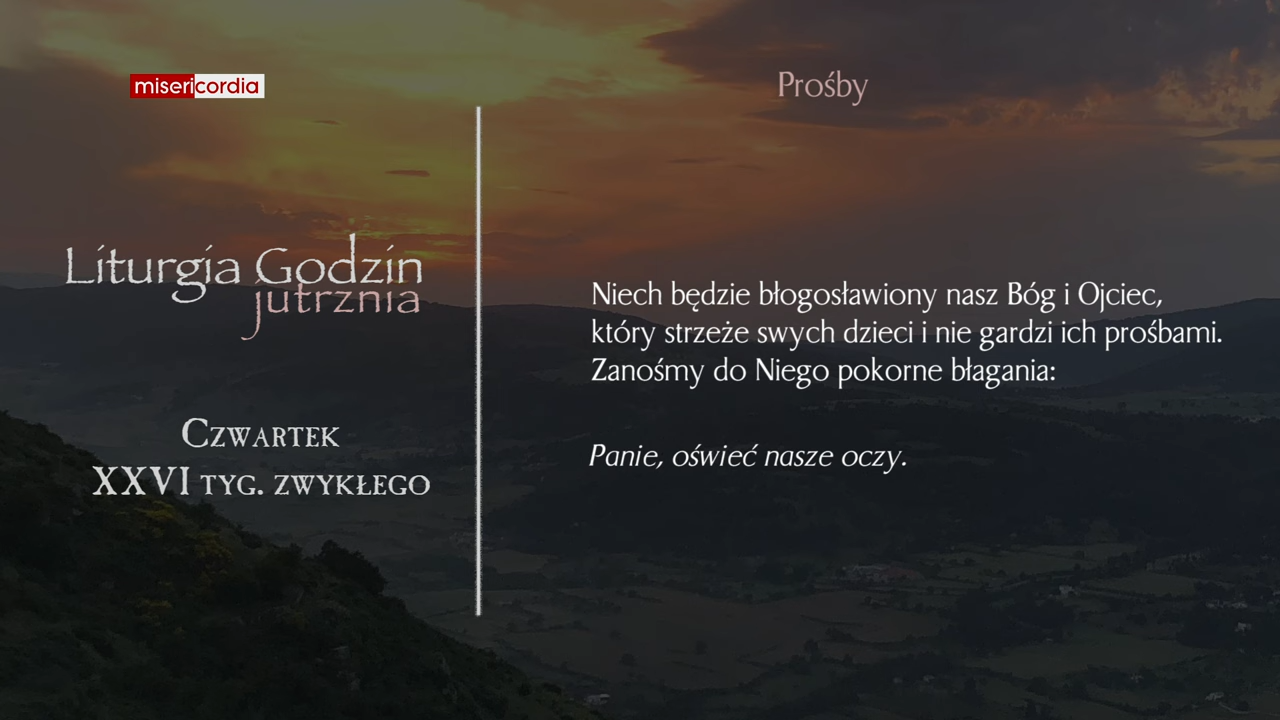 misericordia
Liturgia Godzin
jutrznia
Czwartek
XXVI tyg. zwykłego
Prośby
Niech będzie błogosławiony nasz Bóg i Ojciec,
który strzeże swych dzieci i nie gardzi ich prośbami.
Zanośmy do Niego pokorne błagania:
Panie, oświeć nasze oczy.